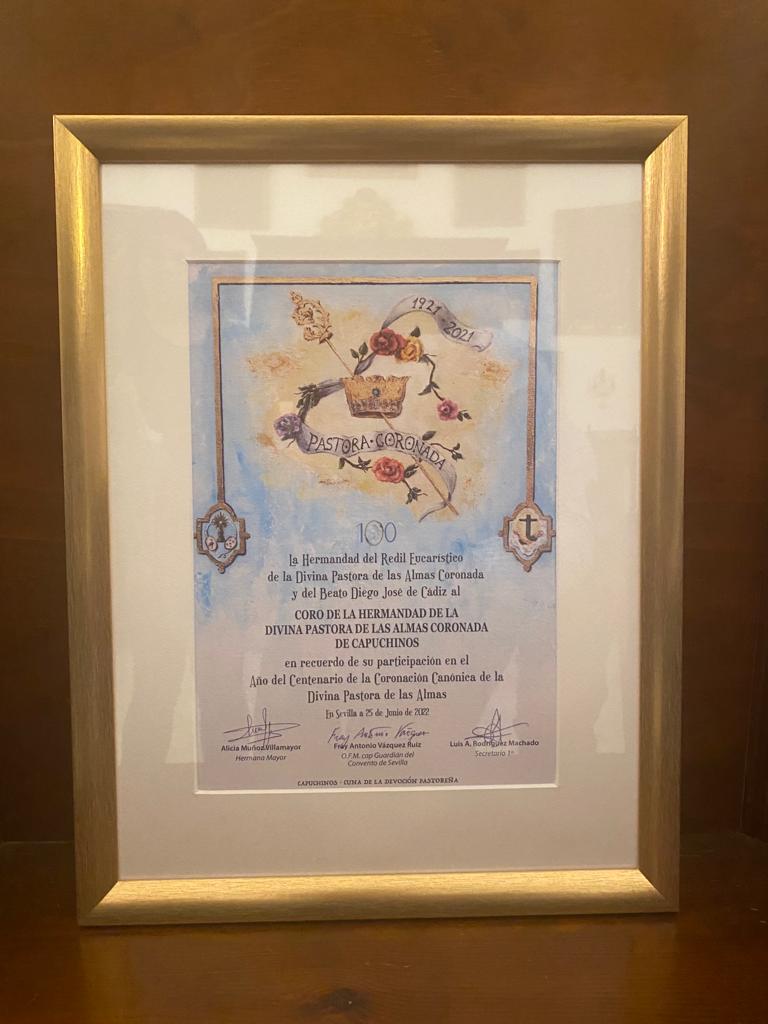 1921-2021
PASTORA·CORONADA
100
La Hermandad del Redil Eucarístico
de la Divina Pastora de las Almas Coronada
y del Beato Diego José de Cádiz al
CORO DE LA HERMANDAD DE LA
DIVINA PASTORA DE LAS ALMAS CORONADA
DE CAPUCHINOS
en recuerdo de su participación en el
Año del Centenario de la Coronación Canónica de la
Divina Pastora de las Almas
En Sevilla a 25 de Junio de 2022
Fray Antonio Vázquez
Alicia Muñoz Villamayor
Hermana Mayor
Fray Antonio Vázquez Ruiz
O.F.M. cap Guardián del
Convento de Sevilla
Luis A. Rodríguez Machado
Secretario 1º
CAPUCHINOS · CUNA DE LA DEVOCIÓN PASTOREÑA